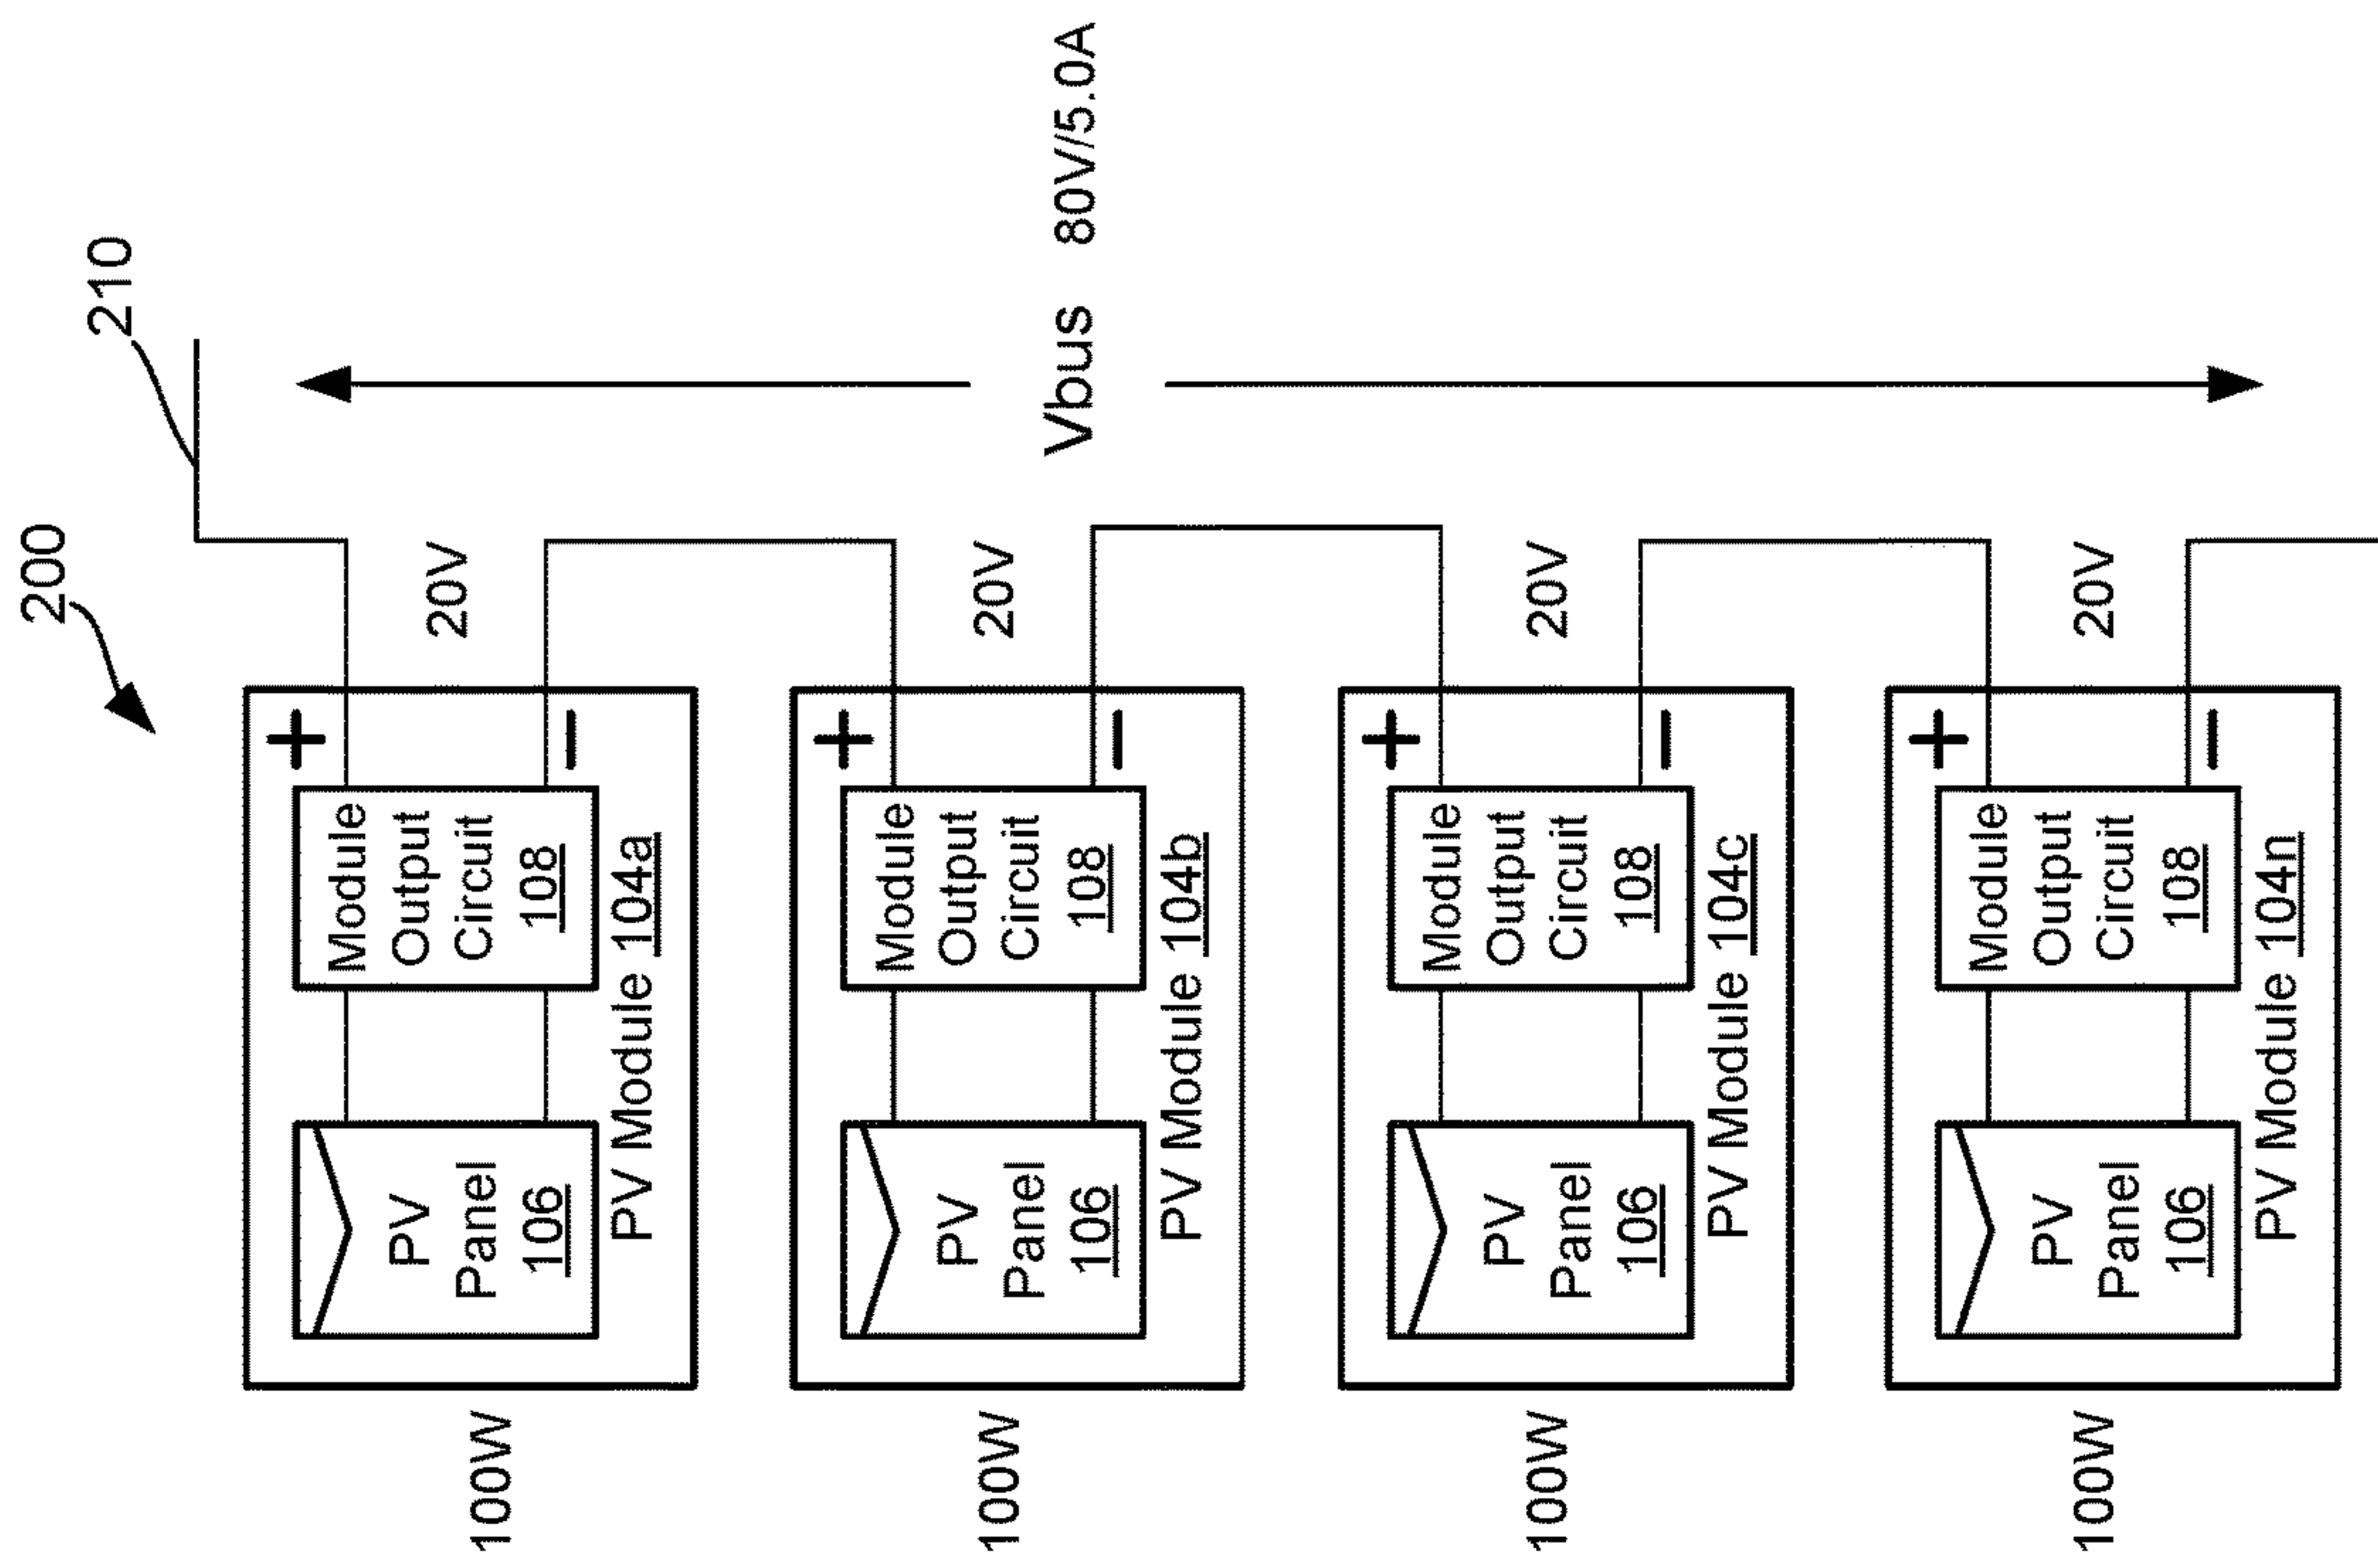 200
210
100W
PV
Panel
106
Module
Output
Circuit
108
+
−
PV Module 104a
20V
100W
PV
Panel
106
Module
Output
Circuit
108
+
−
PV Module 104b
20V
Vbus 80V/5.0A
100W
PV
Panel
106
Module
Output
Circuit
108
+
−
PV Module 104c
20V
100W
PV
Panel
106
Module
Output
Circuit
108
+
−
PV Module 104n
20V